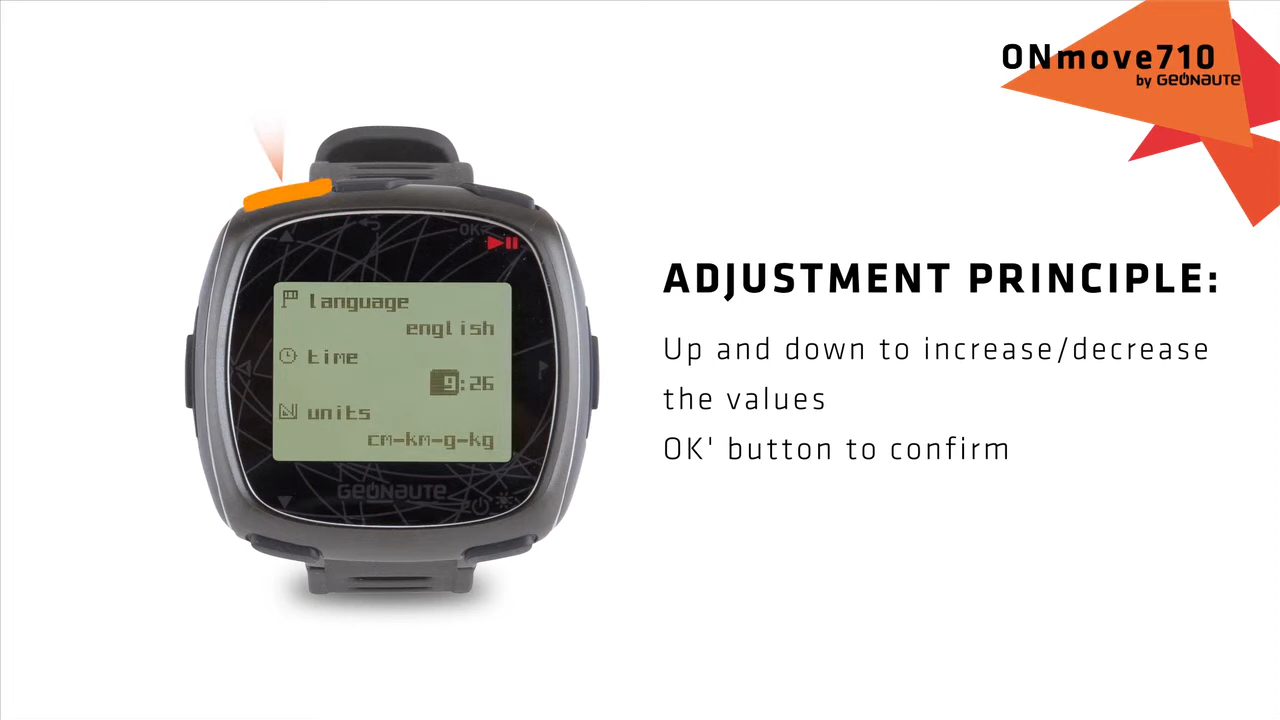 ONmove710
by GEONAUTE
OK
language
english
time
9:26
units
cm-km-g-kg
GEONAUTE
ADJUSTMENT PRINCIPLE:
Up and down to increase/decrease
the values
OK' button to confirm